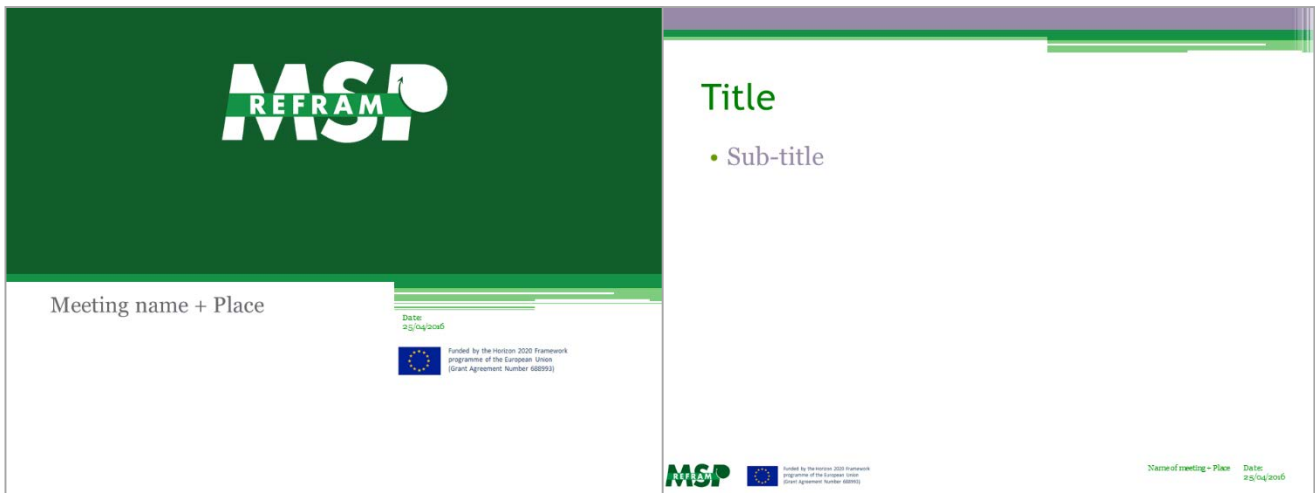 MSP
REFRAM
Meeting name + Place
Date:
25/04/2016
Funded by the Horizon 2020 Framework
programme of the European Union
(Grant Agreement Number 688993)
Title
• Sub-title
MSP
REFRAM
Funded by the Horizon 2020 Framework
programme of the European Union
(Grant Agreement Number 688993)
Name of meeting + Place
Date:
25/04/2016